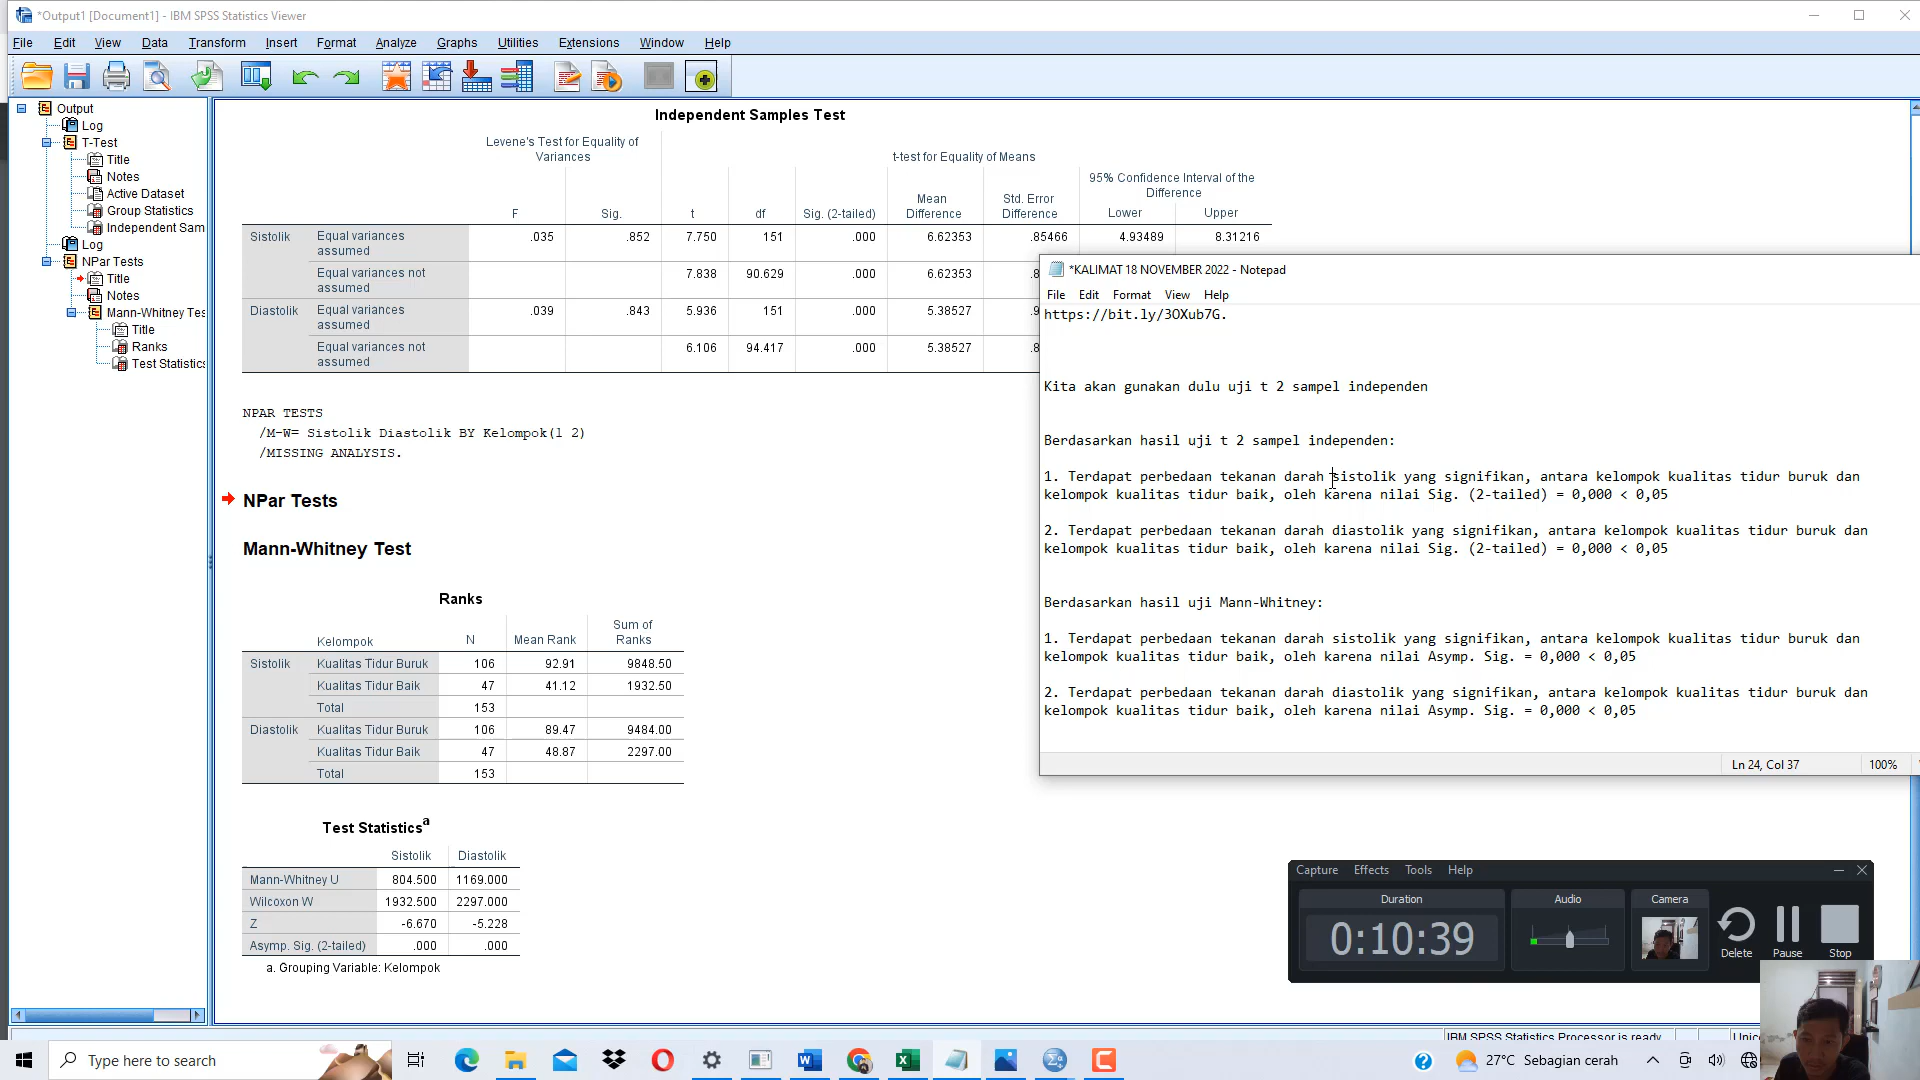 *Output1 [Document1] - IBM SPSS Statistics Viewer
File Edit View Data Transform Insert Format Analyze Graphs Utilities Extensions Window Help
Output
Log
T-Test
Title
Notes
Active Dataset
Group Statistics
Independent Sam
Log
NPar Tests
Title
Notes
Mann-Whitney Tes
Title
Ranks
Test Statistics
Independent Samples Test
Levene's Test for Equality of Variances
t-test for Equality of Means
95% Confidence Interval of the Difference
F Sig. t df Sig. (2-tailed) Mean Difference Std. Error Difference Lower Upper
Sistolik Equal variances assumed .035 .852 7.750 151 .000 6.62353 .85466 4.93489 8.31216
Equal variances not assumed 7.838 90.629 .000 6.62353
Diastolik Equal variances assumed .039 .843 5.936 151 .000 5.38527
Equal variances not assumed 6.106 94.417 .000 5.38527
NPAR TESTS
/M-W= Sistolik Diastolik BY Kelompok(1 2)
/MISSING ANALYSIS.
NPar Tests
Mann-Whitney Test
Ranks
Kelompok N Mean Rank Sum of Ranks
Sistolik Kualitas Tidur Buruk 106 92.91 9848.50
Kualitas Tidur Baik 47 41.12 1932.50
Total 153
Diastolik Kualitas Tidur Buruk 106 89.47 9484.00
Kualitas Tidur Baik 47 48.87 2297.00
Total 153
Test Statistics a
Sistolik Diastolik
Mann-Whitney U 804.500 1169.000
Wilcoxon W 1932.500 2297.000
Z -6.670 -5.228
Asymp. Sig. (2-tailed) .000 .000
a. Grouping Variable: Kelompok
*KALIMAT 18 NOVEMBER 2022 - Notepad
File Edit Format View Help
https://bit.ly/3OXub7G.
Kita akan gunakan dulu uji t 2 sampel independen
Berdasarkan hasil uji t 2 sampel independen:
1. Terdapat perbedaan tekanan darah sistolik yang signifikan, antara kelompok kualitas tidur buruk dan
kelompok kualitas tidur baik, oleh karena nilai Sig. (2-tailed) = 0,000 < 0,05
2. Terdapat perbedaan tekanan darah diastolik yang signifikan, antara kelompok kualitas tidur buruk dan
kelompok kualitas tidur baik, oleh karena nilai Sig. (2-tailed) = 0,000 < 0,05
Berdasarkan hasil uji Mann-Whitney:
1. Terdapat perbedaan tekanan darah sistolik yang signifikan, antara kelompok kualitas tidur buruk dan
kelompok kualitas tidur baik, oleh karena nilai Asymp. Sig. = 0,000 < 0,05
2. Terdapat perbedaan tekanan darah diastolik yang signifikan, antara kelompok kualitas tidur buruk dan
kelompok kualitas tidur baik, oleh karena nilai Asymp. Sig. = 0,000 < 0,05
Ln 24, Col 37 100%
Capture Effects Tools Help
Duration Audio Camera
0:10:39
Delete Pause Stop
IBM SPSS Statistics Processor is ready
Type here to search
27°C Sebagian cerah